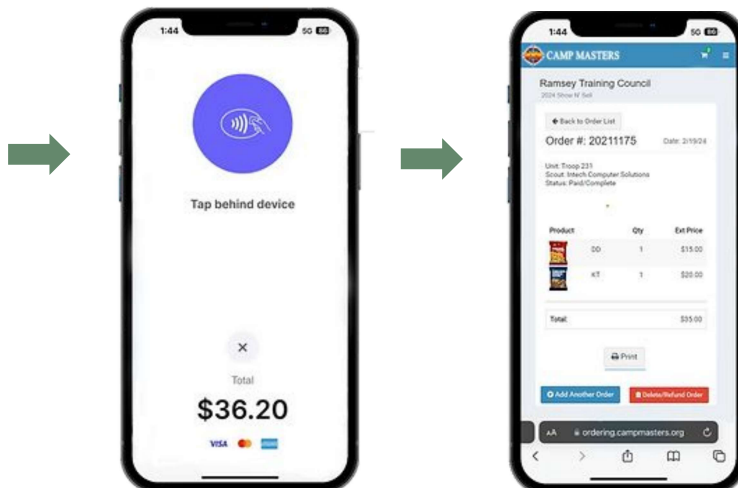 1:44
5G 86
Tap behind device
Total
$36.20
VISA
1:44
5G 86
CAMP MASTERS
Ramsey Training Council
2024 Show N' Sell
Back to Order List
Order #: 20211175
Date: 2/19/24
Unit: Troop 231
Scout: Intech Computer Solutions
Status: Paid/Complete
Product Qty Ext Price
DD 1 $15.00
KT 1 $20.00
Total: $35.00
Print
Add Another Order
Delete/Refund Order
AA ordering.campmasters.org